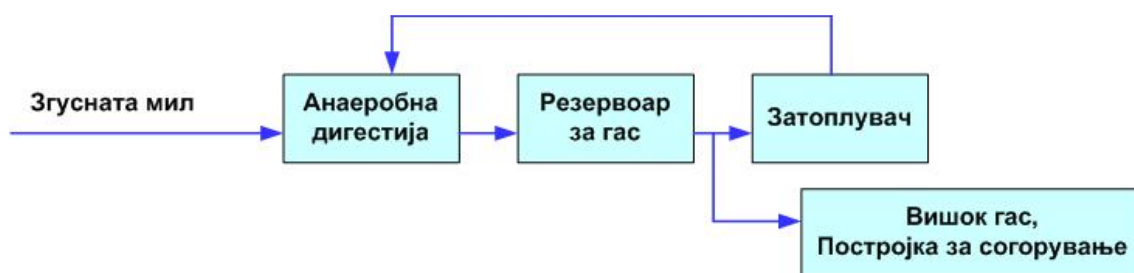 Згусната мил
Анаеробна
дигестија
Резервоар
за гас
Затоплувач
Вишок гас,
Постројка за согорување